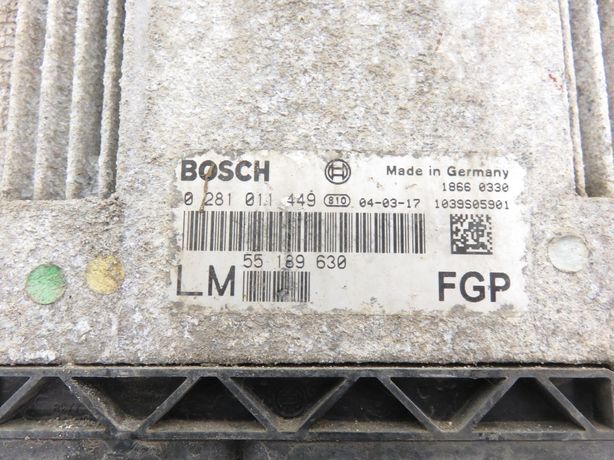 BOSCH
Made in Germany
1866 0330
0 281 011 449 810 04-03-17 1039S05901
55 189 630
LM
FGP